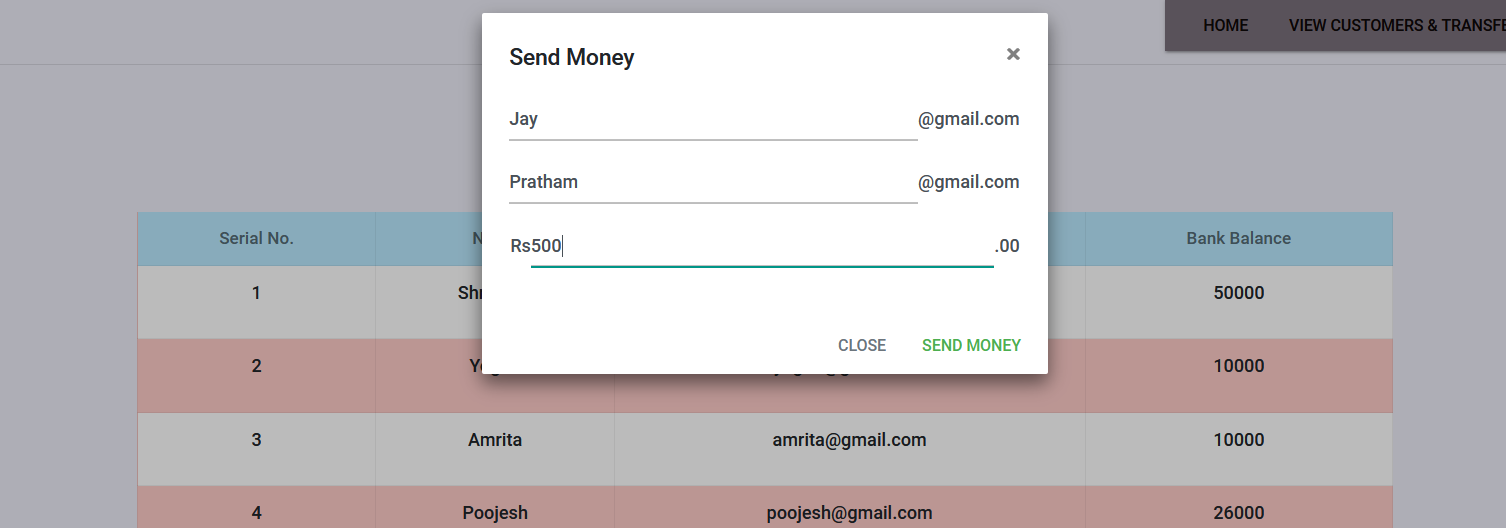 HOME VIEW CUSTOMERS & TRANSFE
Send Money ×
Jay @gmail.com
Pratham @gmail.com
Rs500 .00
CLOSE SEND MONEY
Serial No. Bank Balance
1 50000
2 10000
3 Amrita amrita@gmail.com 10000
4 Poojesh poojesh@gmail.com 26000